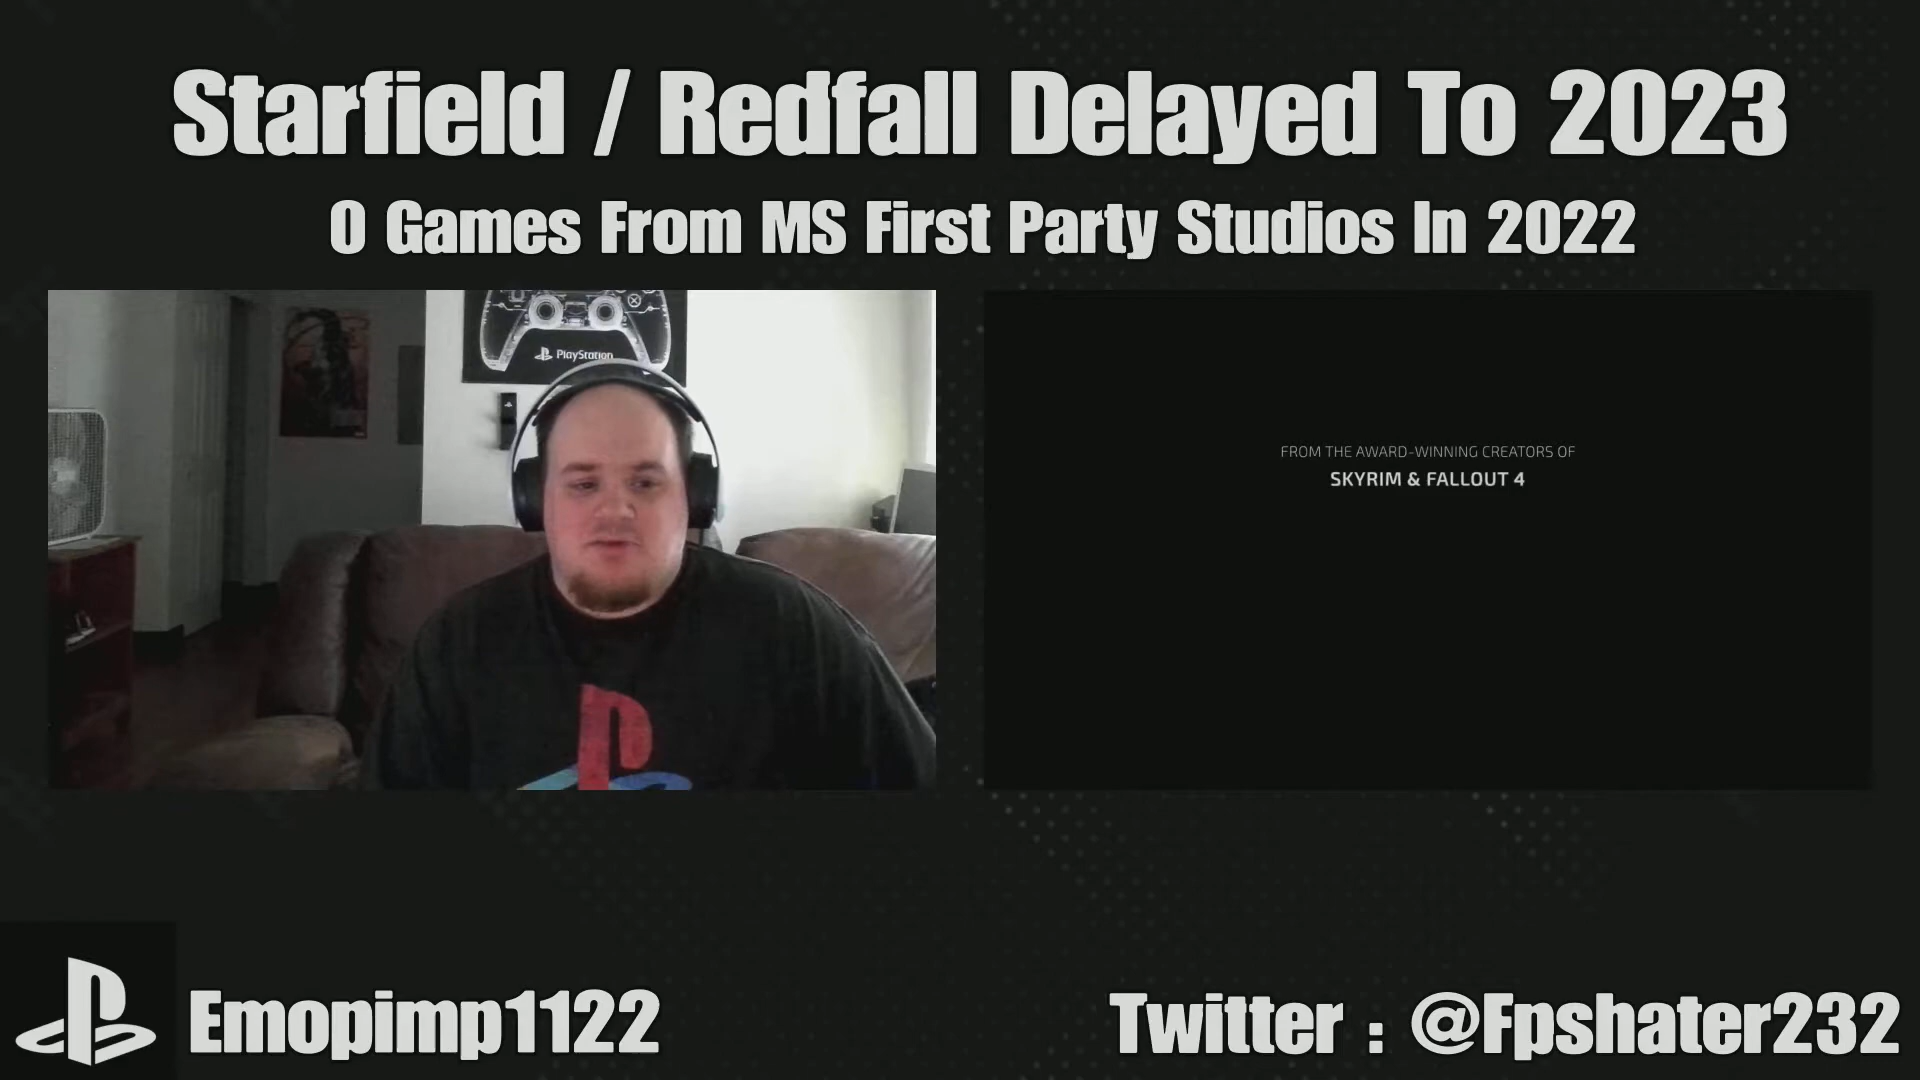 Starfield / Redfall Delayed To 2023
0 Games From MS First Party Studios In 2022
PlayStation
FROM THE AWARD-WINNING CREATORS OF
SKYRIM & FALLOUT 4
Emopimp1122
Twitter : @Fpshater232